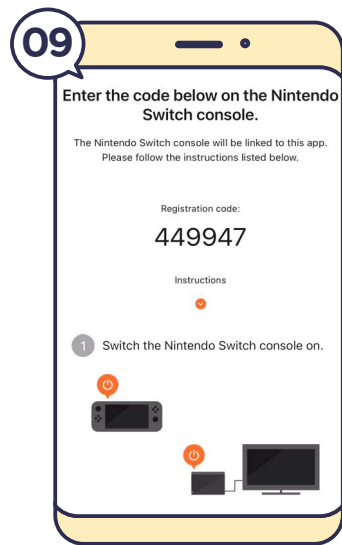 09
Enter the code below on the Nintendo
Switch console.
The Nintendo Switch console will be linked to this app.
Please follow the instructions listed below.
Registration code:
449947
Instructions
1 Switch the Nintendo Switch console on.